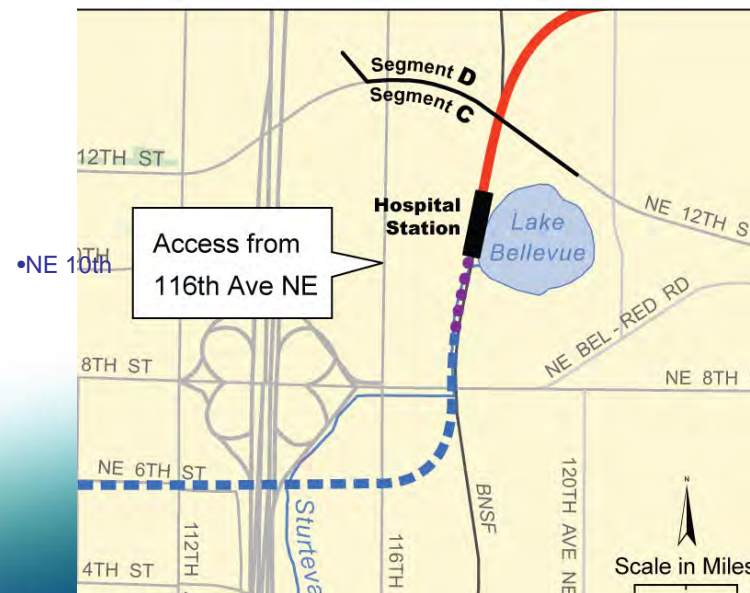 Segment D
Segment C
12TH ST
Hospital
Station
Lake
Bellevue
NE 12TH S
Access from
116th Ave NE
•NE 10th
0TH
NE BEL-RED RD
8TH ST
NE 8TH
NE 6TH ST
BNSF
120TH AVE NE
N
Sturteva
112TH
116TH
4TH ST
Scale in Miles